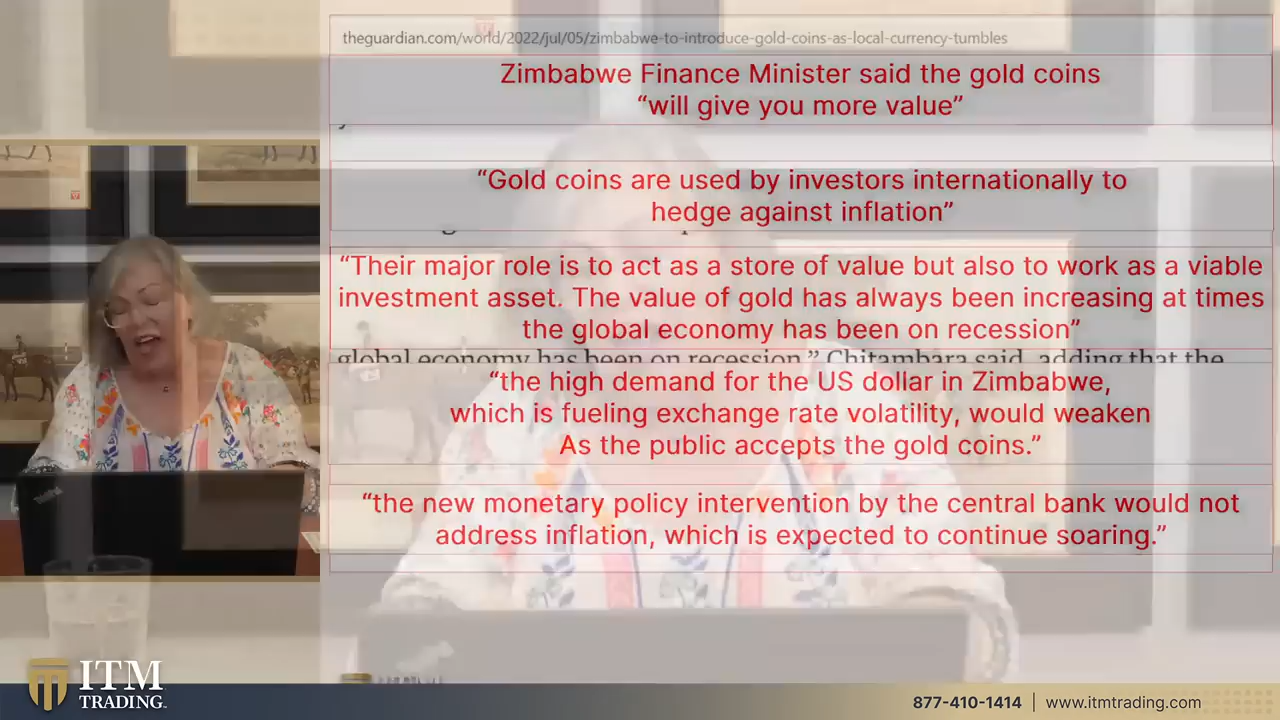 theguardian.com/world/2022/jul/05/zimbabwe-to-introduce-gold-coins-as-local-currency-tumbles
Zimbabwe Finance Minister said the gold coins
“will give you more value”
“Gold coins are used by investors internationally to
hedge against inflation”
“Their major role is to act as a store of value but also to work as a viable
investment asset. The value of gold has always been increasing at times
the global economy has been on recession”
global economy has been on recession,” Chitambara said, adding that the
“the high demand for the US dollar in Zimbabwe,
which is fueling exchange rate volatility, would weaken
As the public accepts the gold coins.”
“the new monetary policy intervention by the central bank would not
address inflation, which is expected to continue soaring.”
ThinkPad
ITM
TRADING
877-410-1414 | www.itmtrading.com